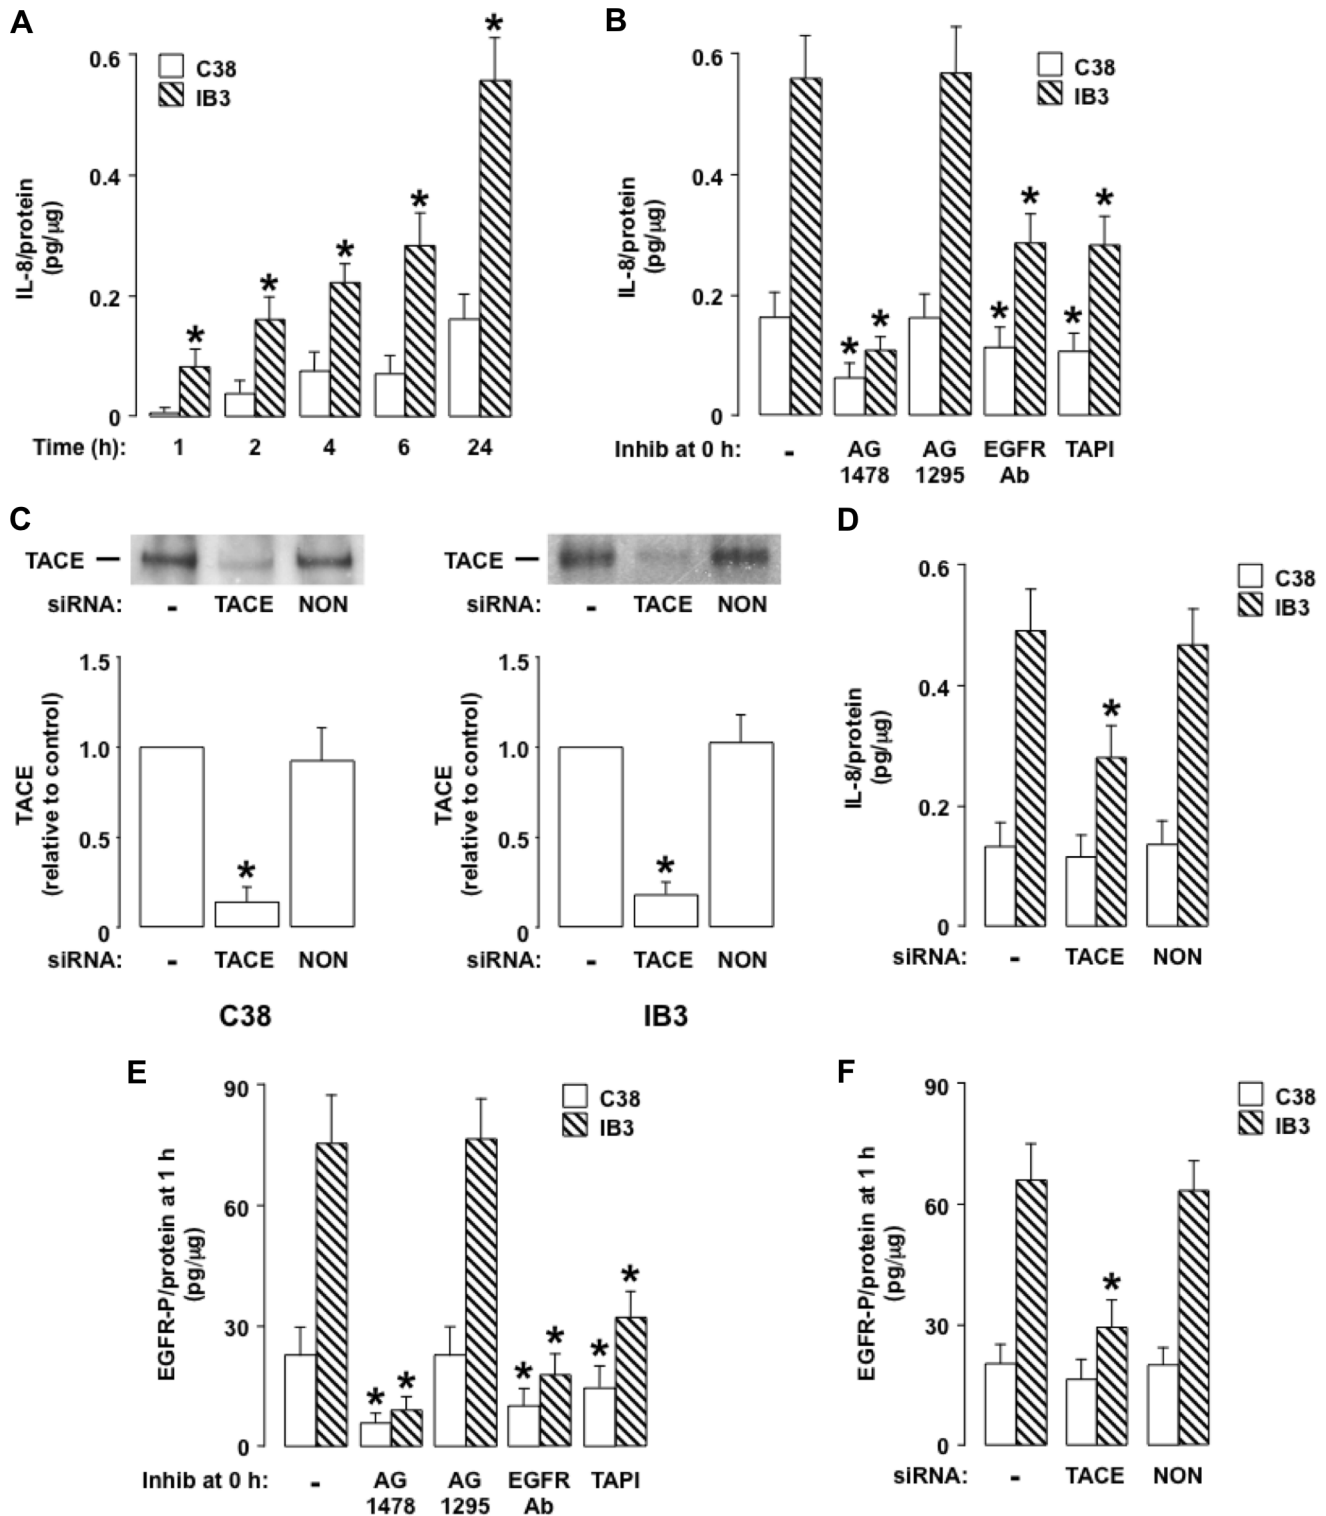 A
0.6
0.4
0.2
0
IL-8/protein
(pg/µg)
C38
IB3
* * * * *
Time (h): 1 2 4 6 24
B
0.6
0.4
0.2
0
IL-8/protein
(pg/µg)
C38
IB3
* * * * * *
Inhib at 0 h: - AG AG EGFR TAPI
1478 1295 Ab
C
TACE
siRNA: - TACE NON
1.5
1.0
0.5
0
TACE
(relative to control)
*
siRNA: - TACE NON
C38
TACE
siRNA: - TACE NON
1.5
1.0
0.5
0
TACE
(relative to control)
*
siRNA: - TACE NON
IB3
D
0.6
0.4
0.2
0
IL-8/protein
(pg/µg)
C38
IB3
*
siRNA: - TACE NON
E
90
60
30
0
EGFR-P/protein at 1 h
(pg/µg)
C38
IB3
* * * * * *
Inhib at 0 h: - AG AG EGFR TAPI
1478 1295 Ab
F
90
60
30
0
EGFR-P/protein at 1 h
(pg/µg)
C38
IB3
*
siRNA: - TACE NON